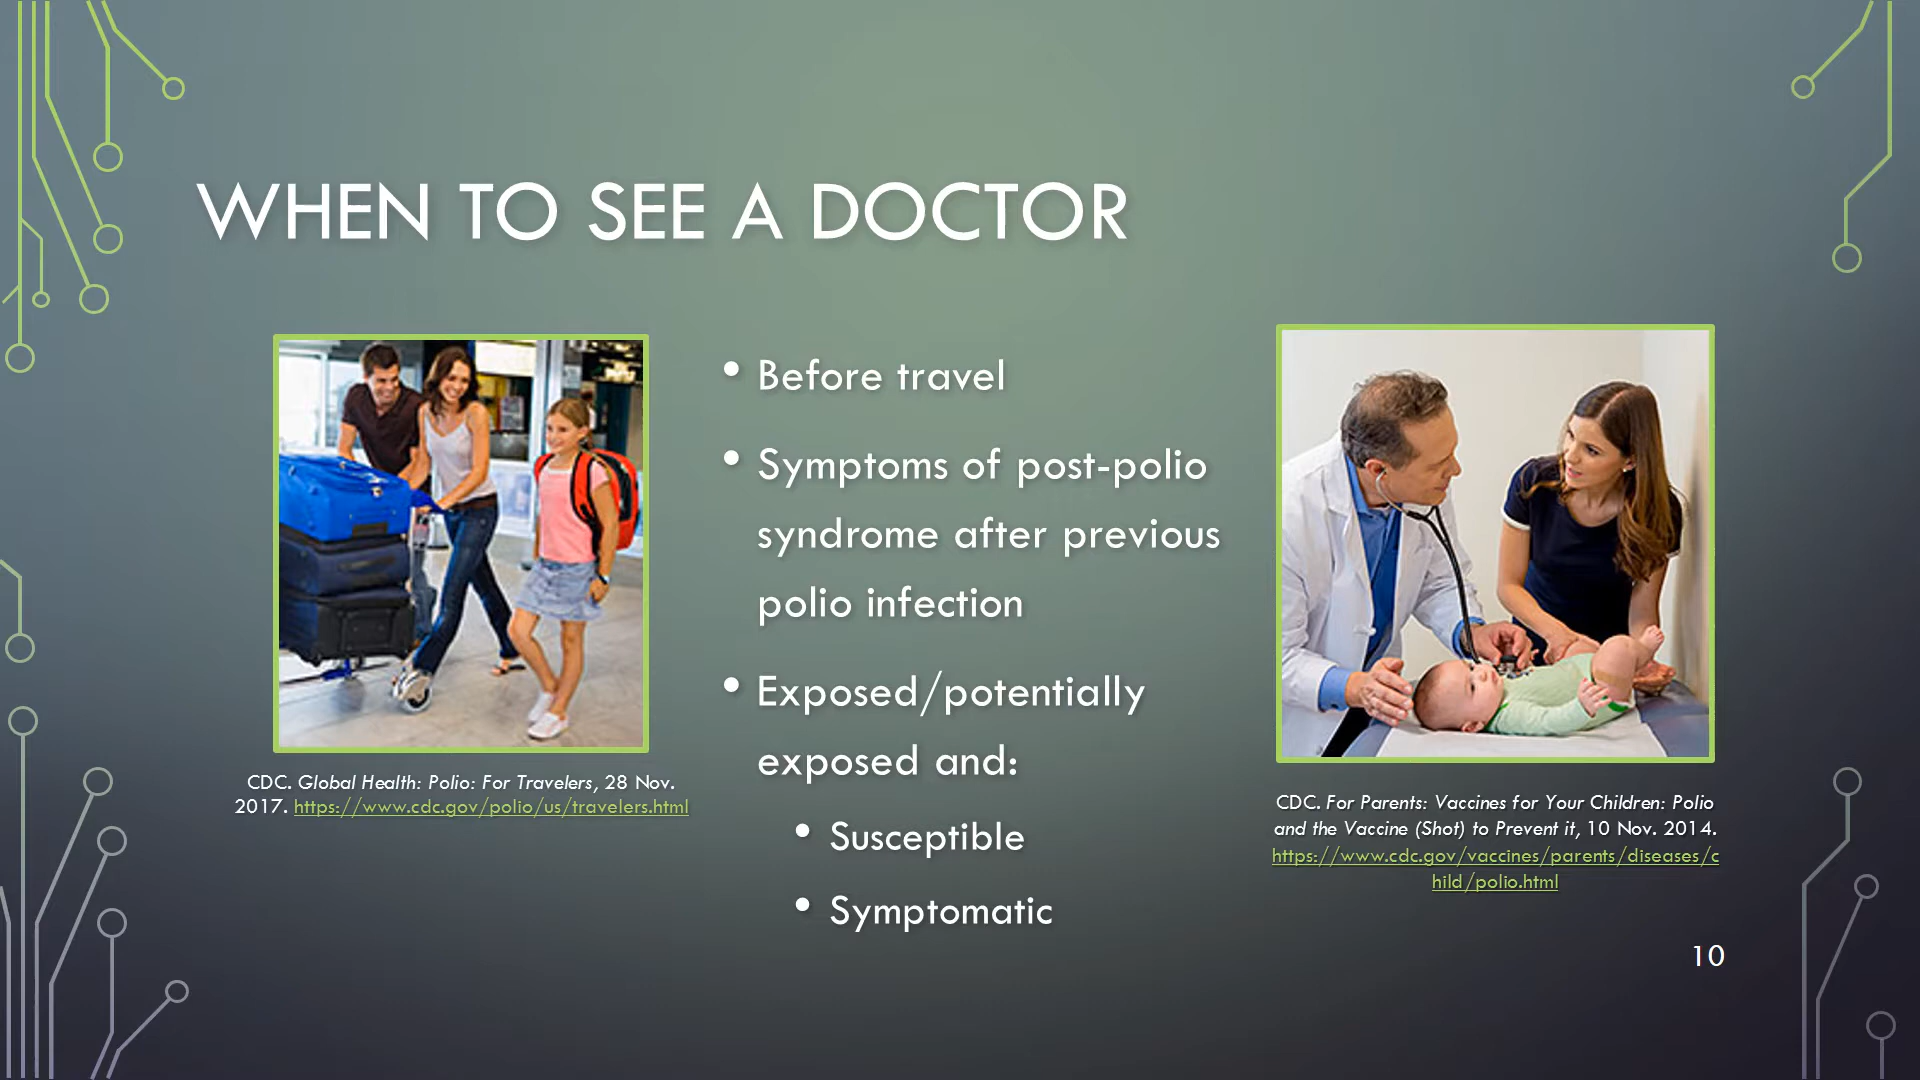 WHEN TO SEE A DOCTOR
• Before travel
• Symptoms of post-polio
syndrome after previous
polio infection
• Exposed/potentially
exposed and:
• Susceptible
• Symptomatic
CDC. Global Health: Polio: For Travelers, 28 Nov.
2017. https://www.cdc.gov/polio/us/travelers.html
CDC. For Parents: Vaccines for Your Children: Polio
and the Vaccine (Shot) to Prevent it, 10 Nov. 2014.
https://www.cdc.gov/vaccines/parents/diseases/c
hild/polio.html
10